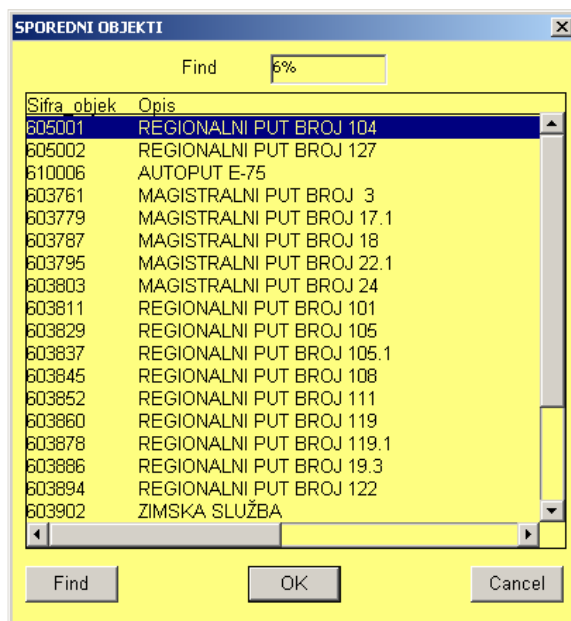 SPOREDNI OBJEKTI
Find 6%
Sifra_objek Opis
605001 REGIONALNI PUT BROJ 104
605002 REGIONALNI PUT BROJ 127
610006 AUTOPUT E-75
603761 MAGISTRALNI PUT BROJ  3
603779 MAGISTRALNI PUT BROJ 17.1
603787 MAGISTRALNI PUT BROJ 18
603795 MAGISTRALNI PUT BROJ 22.1
603803 MAGISTRALNI PUT BROJ 24
603811 REGIONALNI PUT BROJ 101
603829 REGIONALNI PUT BROJ 105
603837 REGIONALNI PUT BROJ 105.1
603845 REGIONALNI PUT BROJ 108
603852 REGIONALNI PUT BROJ 111
603860 REGIONALNI PUT BROJ 119
603878 REGIONALNI PUT BROJ 119.1
603886 REGIONALNI PUT BROJ 19.3
603894 REGIONALNI PUT BROJ 122
603902 ZIMSKA SLUŽBA
Find OK Cancel